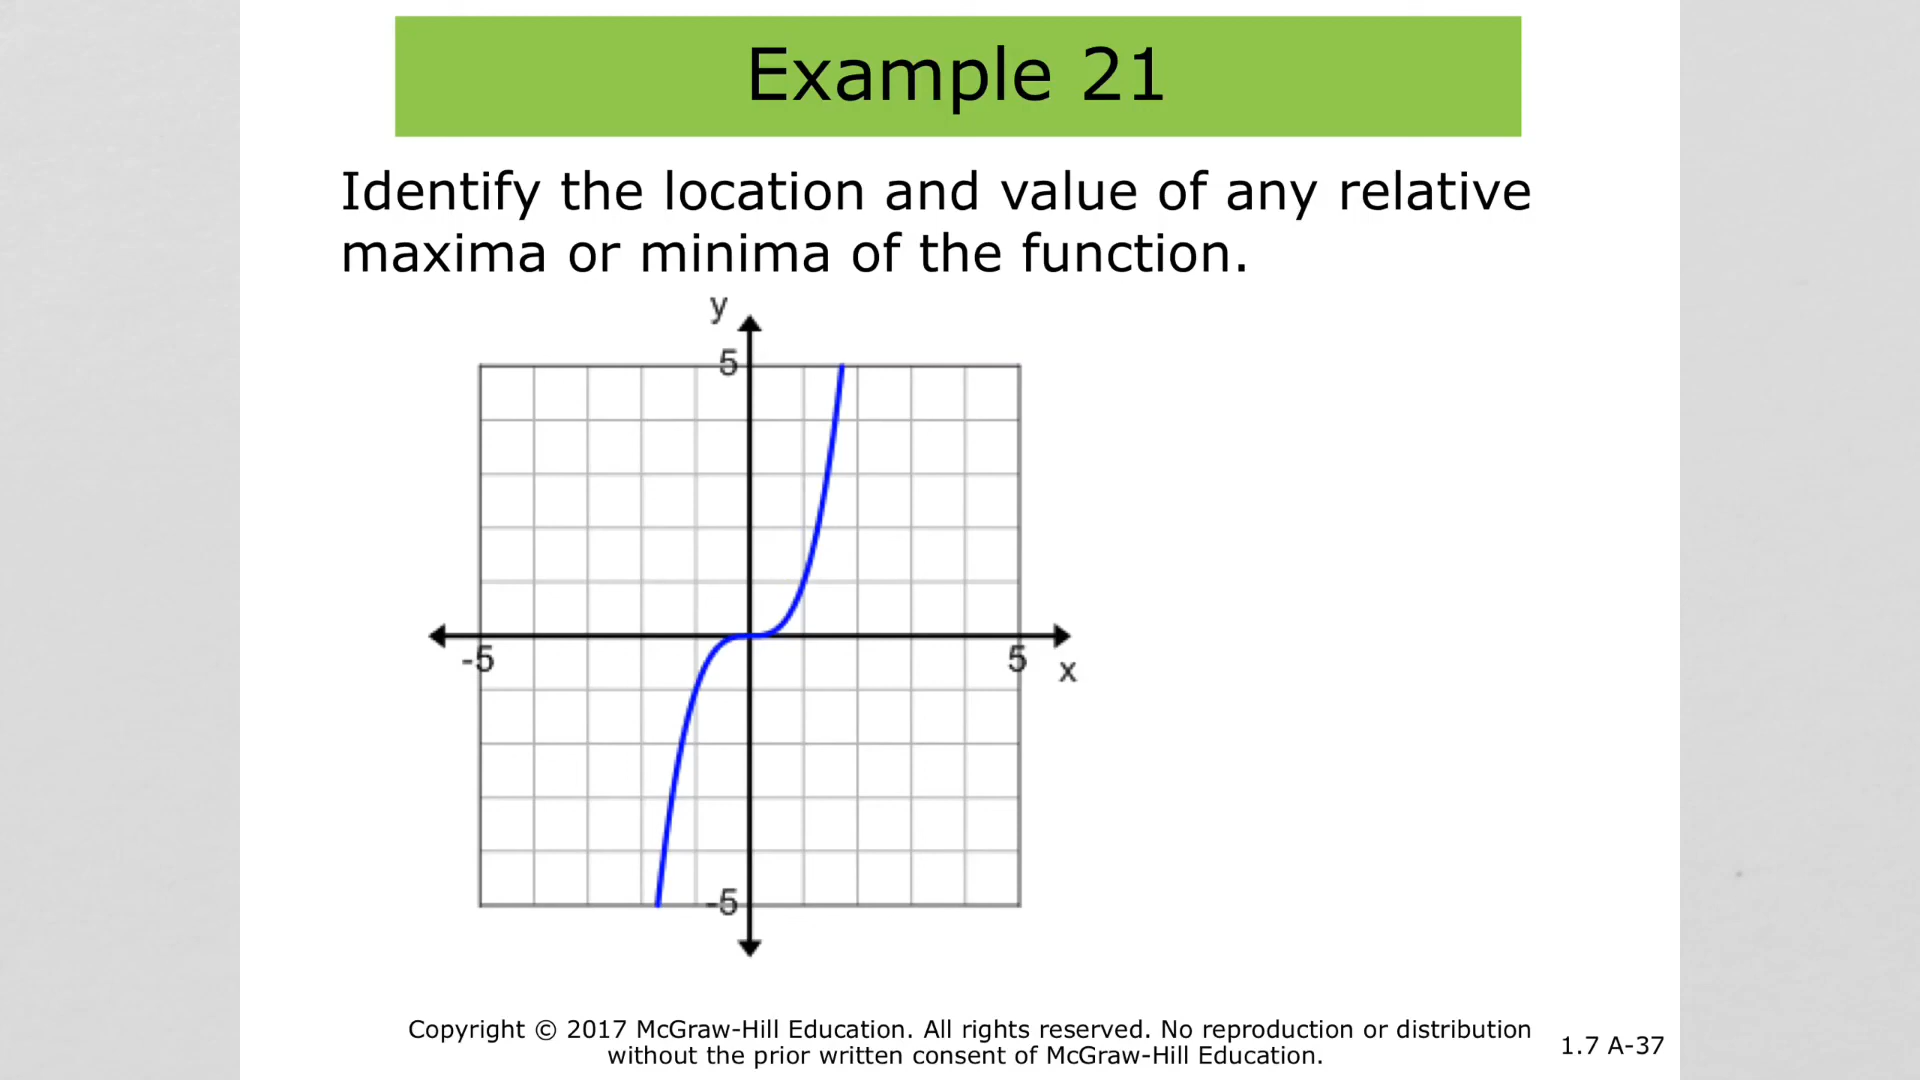 Example 21
Identify the location and value of any relative
maxima or minima of the function.
y
5
-5
5
x
-5
Copyright © 2017 McGraw-Hill Education. All rights reserved. No reproduction or distribution
without the prior written consent of McGraw-Hill Education.
1.7 A-37